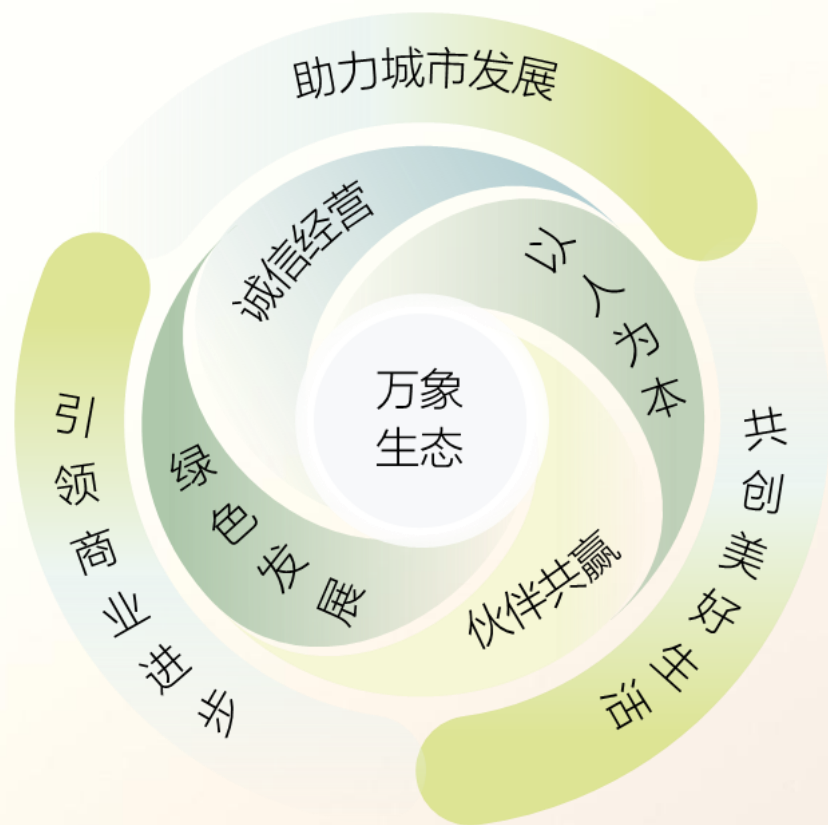 助力城市发展
诚信经营
以人为本
万象
生态
引领商业进步
共创美好生活
绿色发展
伙伴共赢